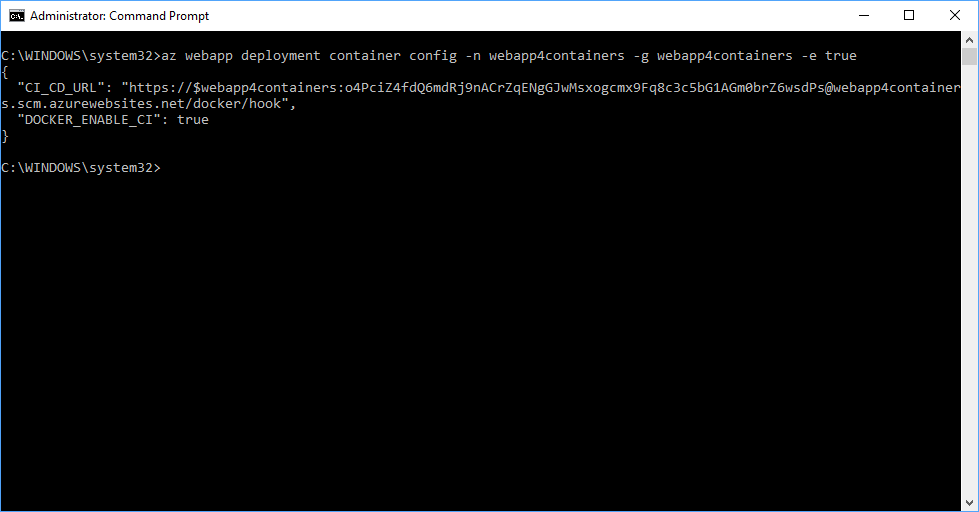 Administrator: Command Prompt
C:\WINDOWS\system32>az webapp deployment container config -n webapp4containers -g webapp4containers -e true
{
  "CI_CD_URL": "https://$webapp4containers:o4PciZ4fdQ6mdRj9nACrZqENgGJwMsxogcmx9Fq8c3c5bG1AGm0brZ6wsdPs@webapp4container
s.scm.azurewebsites.net/docker/hook",
  "DOCKER_ENABLE_CI": true
}
C:\WINDOWS\system32>